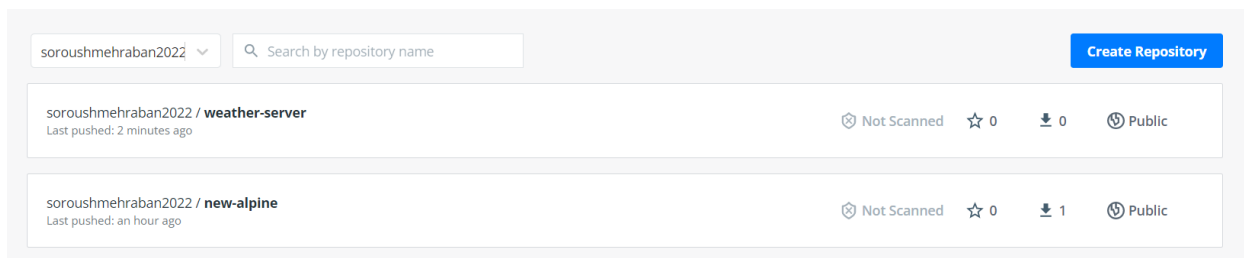 soroushmehraban2022 Search by repository name Create Repository
soroushmehraban2022 / weather-server Not Scanned 0 0 Public
Last pushed: 2 minutes ago
soroushmehraban2022 / new-alpine Not Scanned 0 1 Public
Last pushed: an hour ago